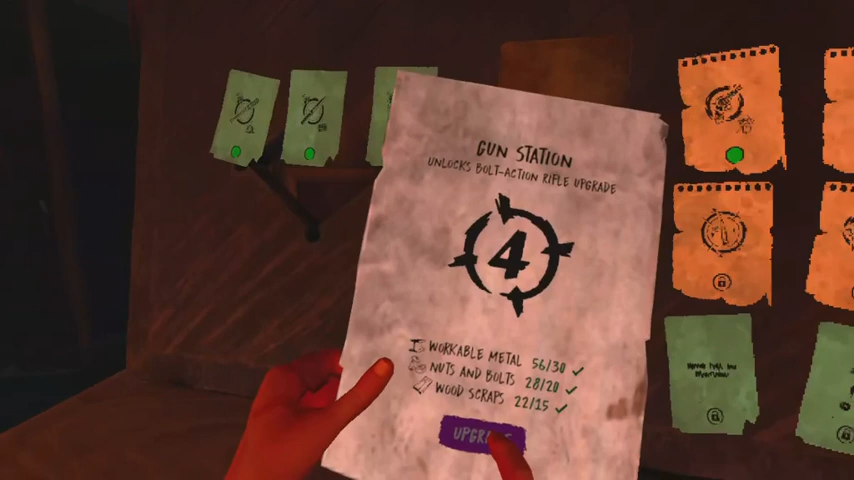 GUN STATION
UNLOCKS BOLT-ACTION RIFLE UPGRADE
4
WORKABLE METAL 56/30
NUTS AND BOLTS 28/20
WOOD SCRAPS 22/15